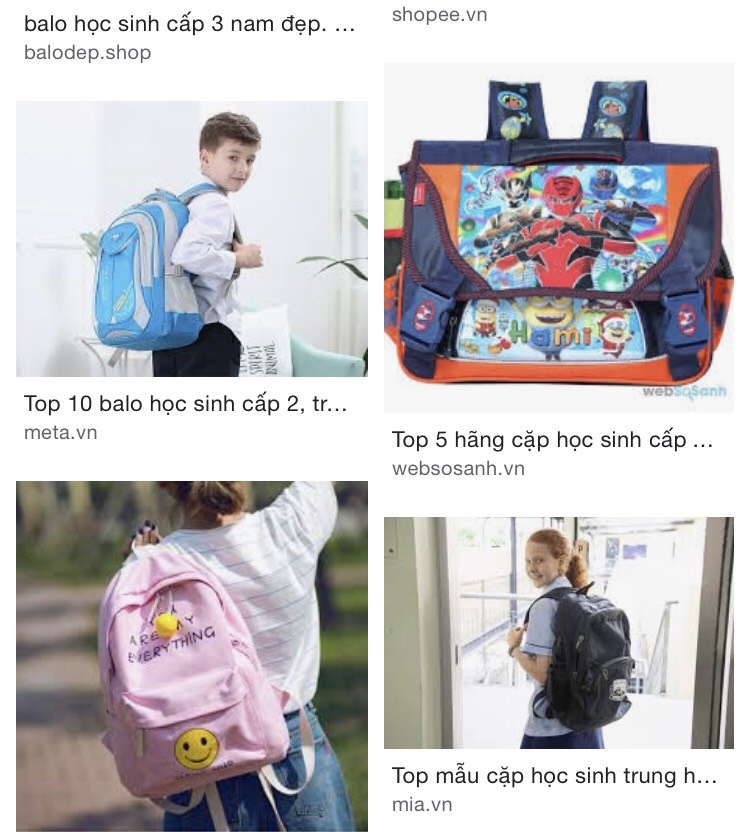 balo học sinh cấp 3 nam đẹp. ...
balodep.shop
shopee.vn
Top 10 balo học sinh cấp 2, tr...
meta.vn
Hami
webSoSanh
Top 5 hãng cặp học sinh cấp ...
websosanh.vn
ARE MY
EVERYTHING
Top mẫu cặp học sinh trung h...
mia.vn